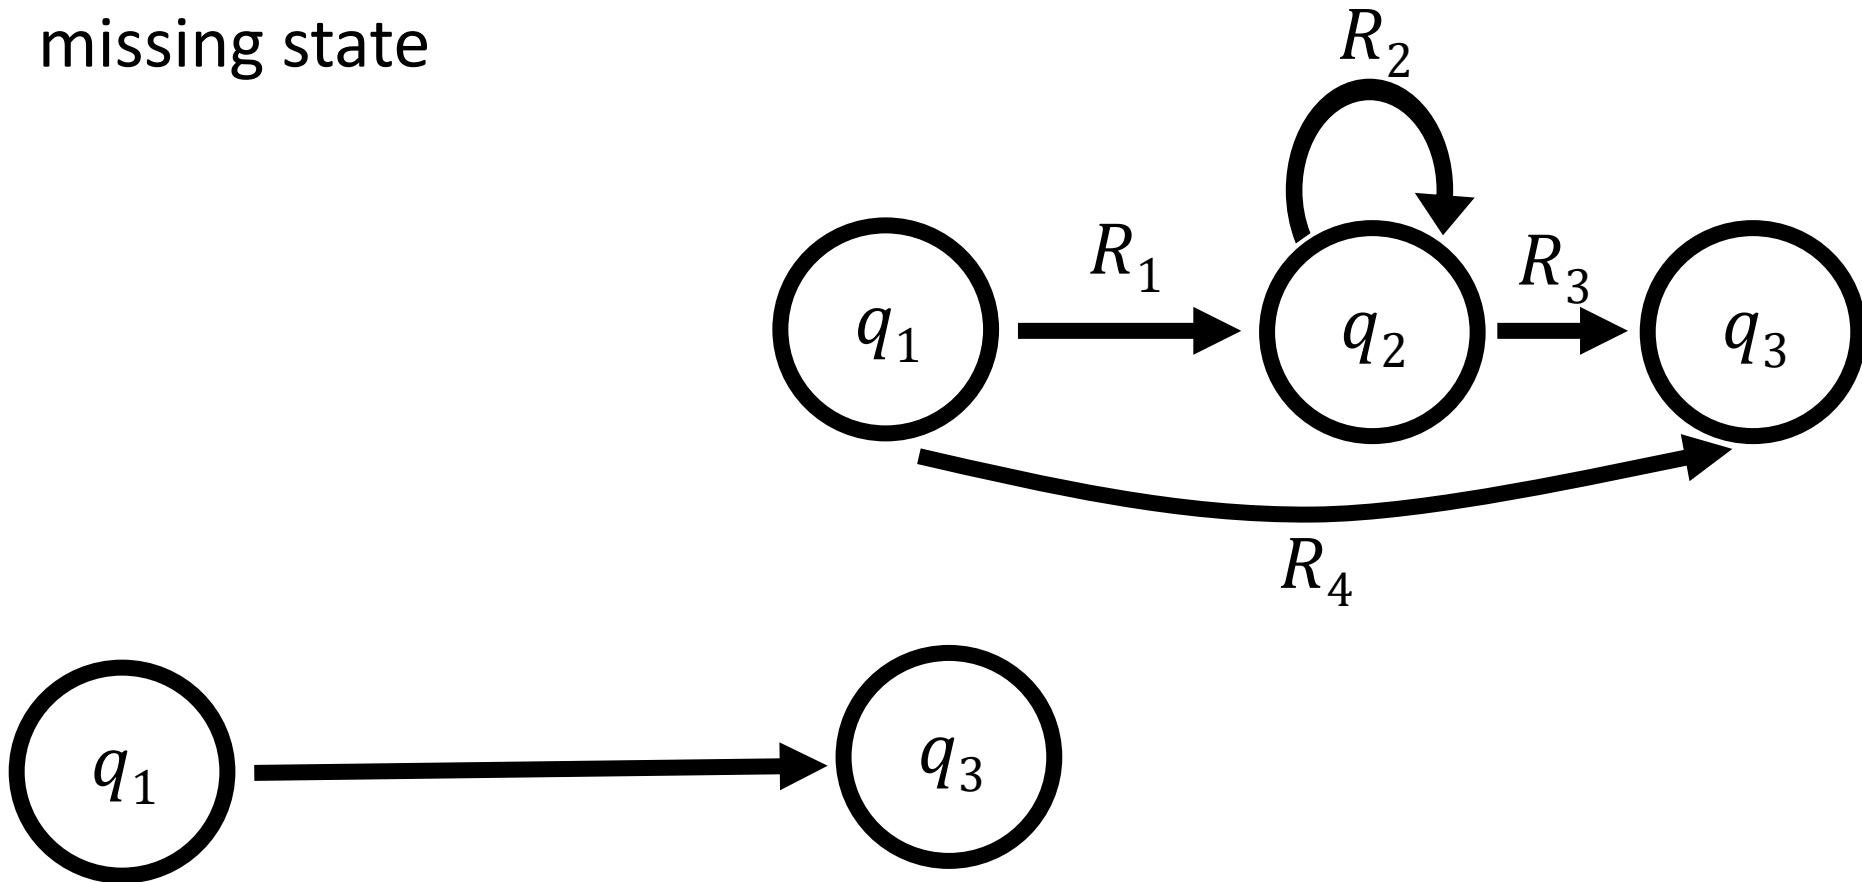 missing state
R₂
R₁
R₃
q₁
q₂
q₃
R₄
q₁
q₃